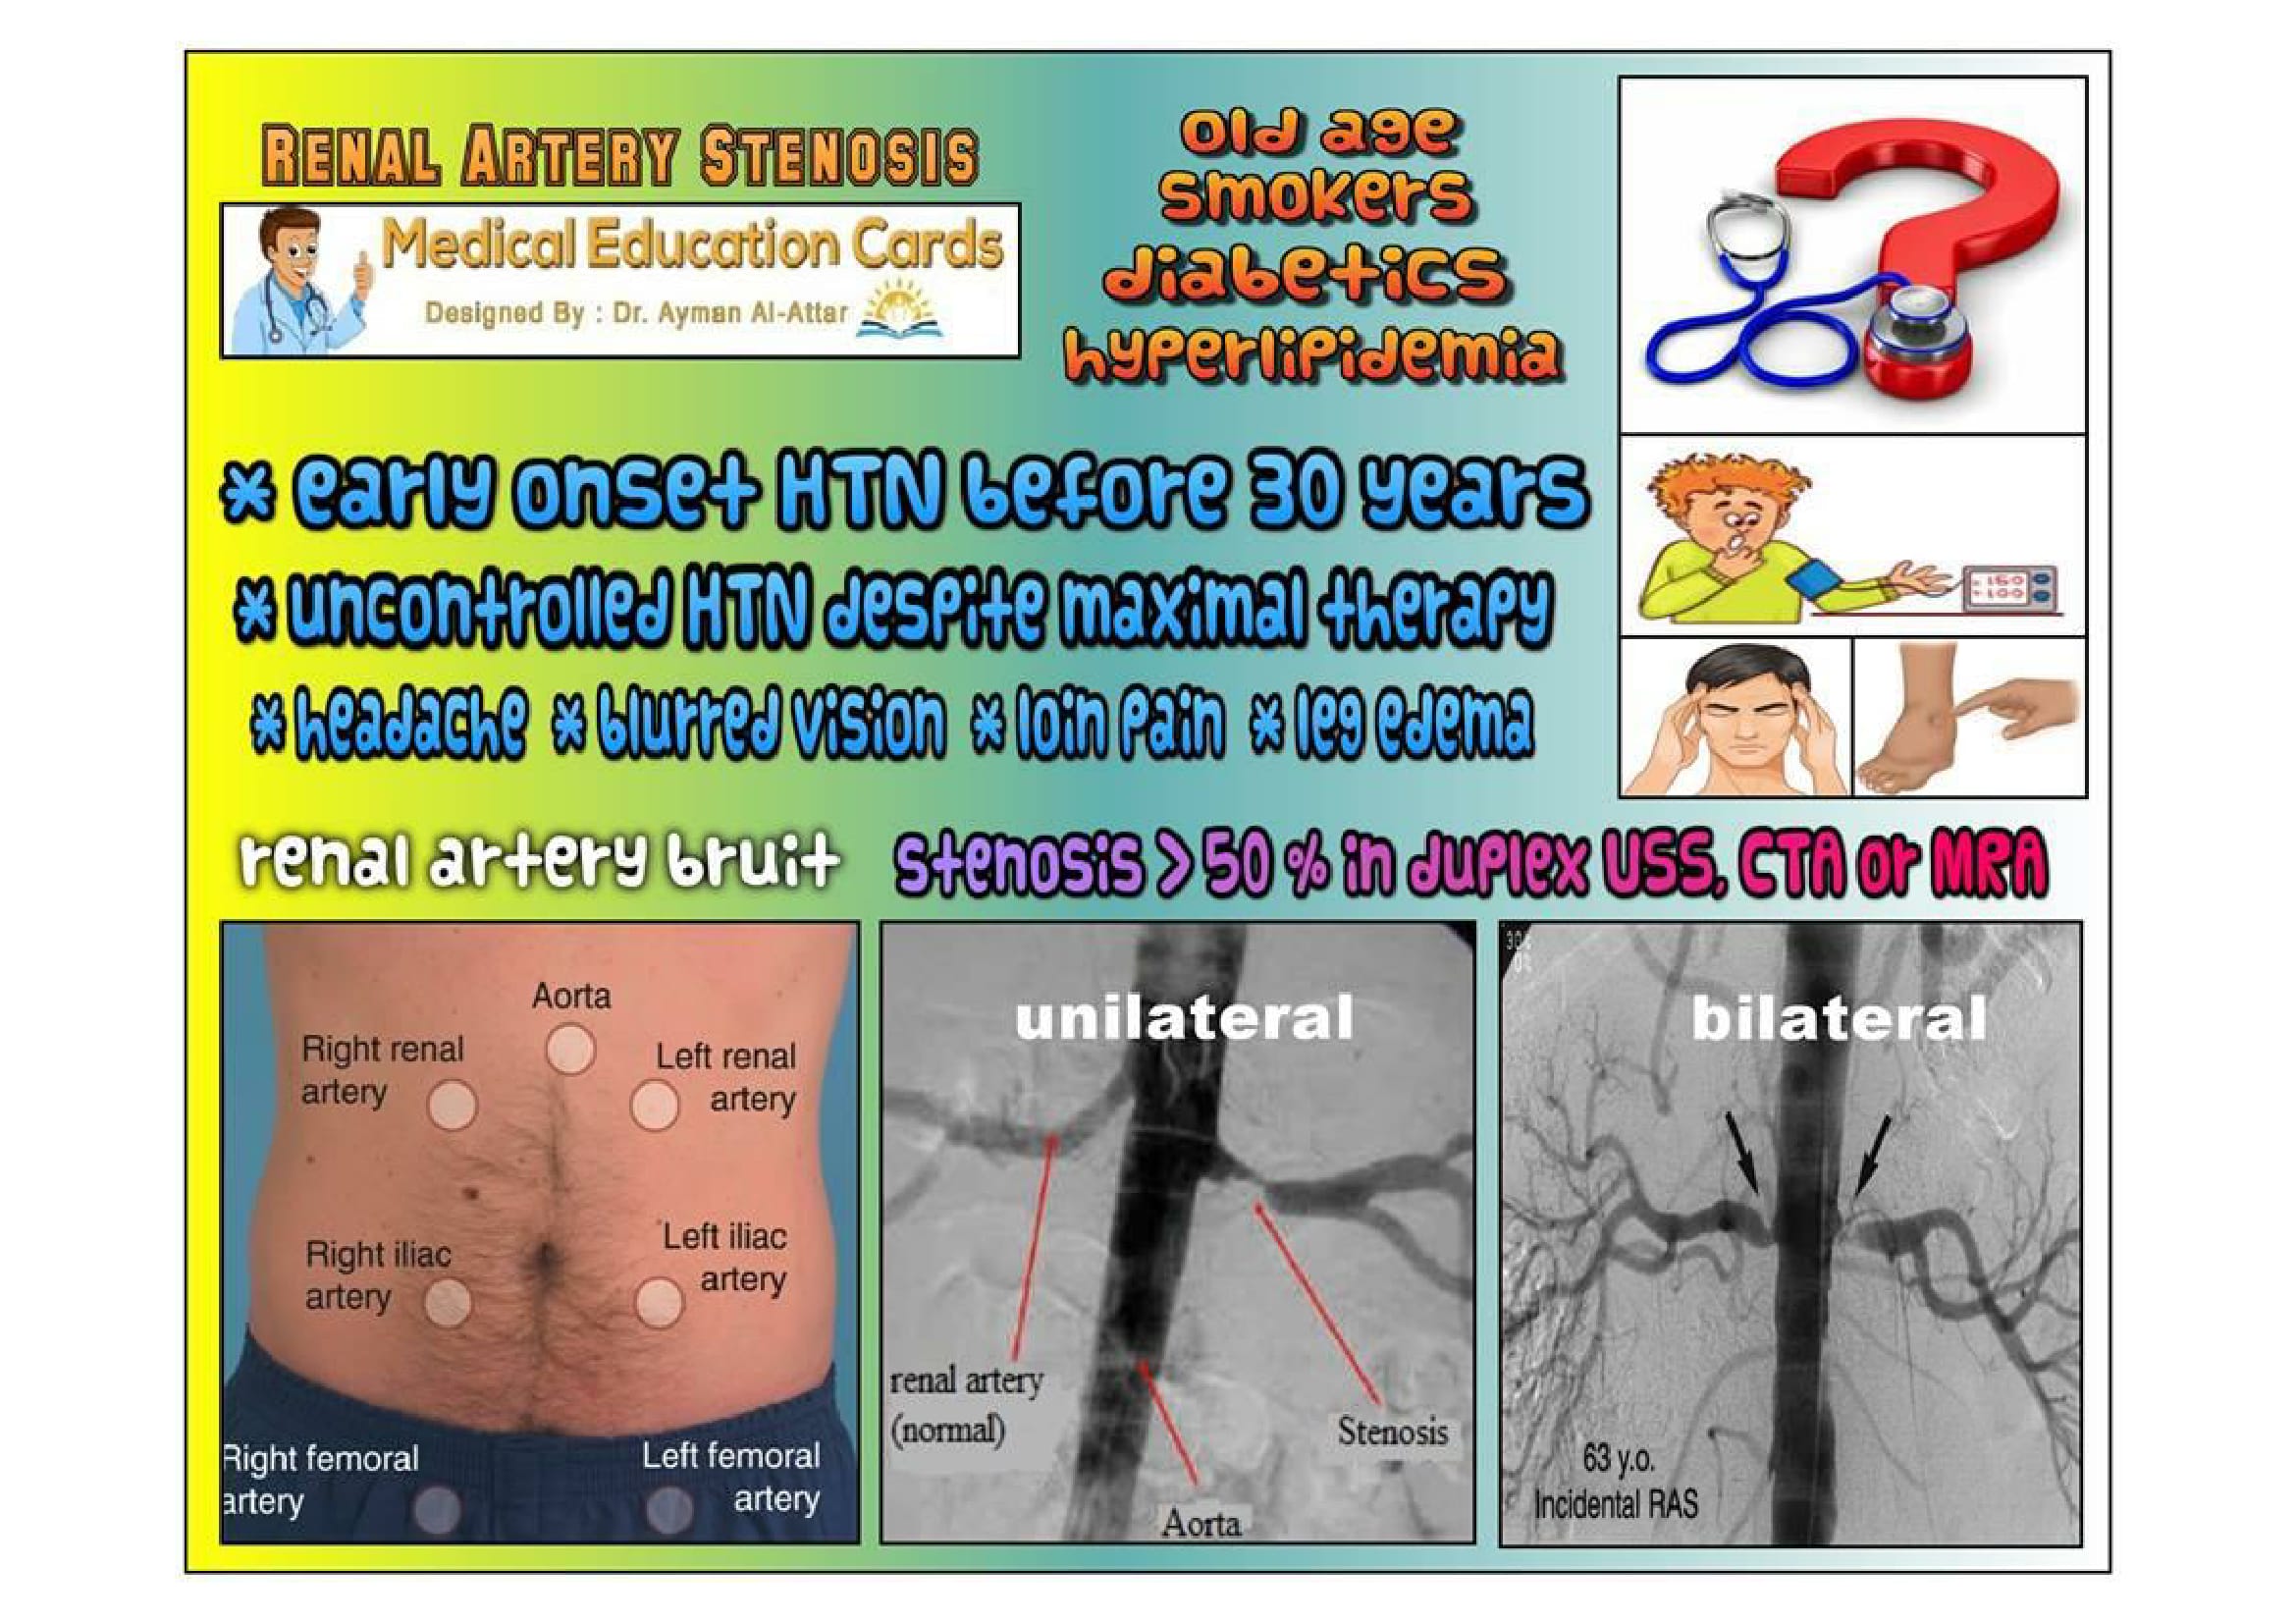 Renal Artery Stenosis
Medical Education Cards
Designed By : Dr. Ayman Al-Attar
old age
smokers
diabetics
hyperlipidemia
* early onset HTN before 30 years
* uncontrolled HTN despite maximal therapy
* headache * blurred vision * loin pain * leg edema
renal artery bruit
stenosis > 50 % in duplex USS, CTA or MRA
Aorta
Right renal
artery
Left renal
artery
Right iliac
artery
Left iliac
artery
Right femoral
artery
Left femoral
artery
unilateral
renal artery
(normal)
Stenosis
Aorta
bilateral
63 y.o.
Incidental RAS